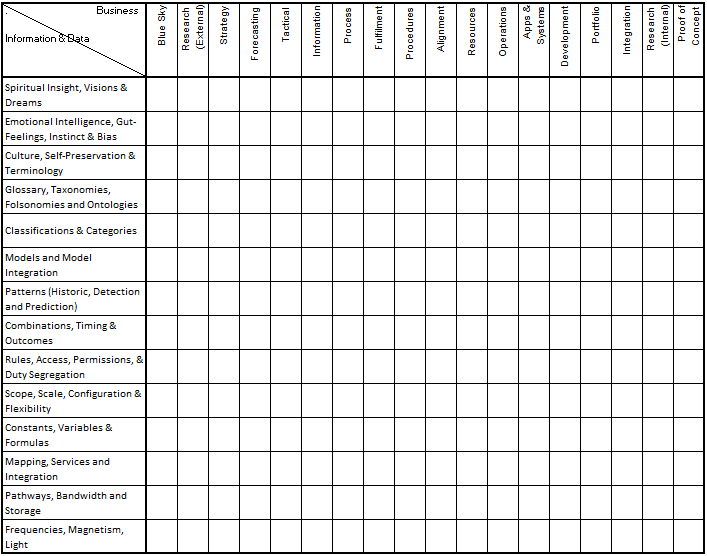 Business
Information & Data
Blue Sky
Research
(External)
Strategy
Forecasting
Tactical
Information
Process
Fulfilment
Procedures
Alignment
Resources
Operations
Apps &
Systems
Development
Portfolio
Integration
Research
(Internal)
Proof of
Concept
Spiritual Insight, Visions &
Dreams
Emotional Intelligence, Gut-
Feelings, Instinct & Bias
Culture, Self-Preservation &
Terminology
Glossary, Taxonomies,
Folsonomies and Ontologies
Classifications & Categories
Models and Model
Integration
Patterns (Historic, Detection
and Prediction)
Combinations, Timing &
Outcomes
Rules, Access, Permissions, &
Duty Segregation
Scope, Scale, Configuration &
Flexibility
Constants, Variables &
Formulas
Mapping, Services and
Integration
Pathways, Bandwidth and
Storage
Frequencies, Magnetism,
Light